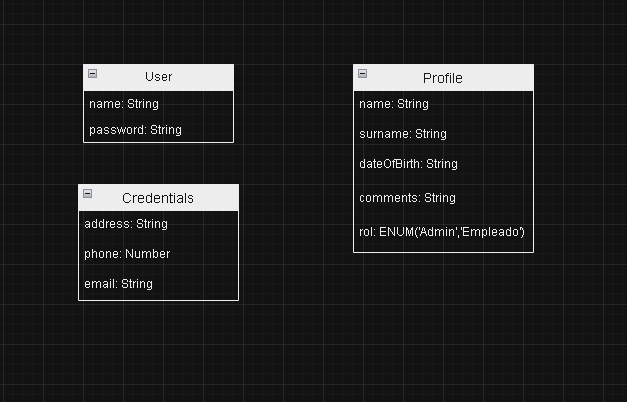 User
name: String
password: String
Credentials
address: String
phone: Number
email: String
Profile
name: String
surname: String
dateOfBirth: String
comments: String
rol: ENUM('Admin','Empleado')